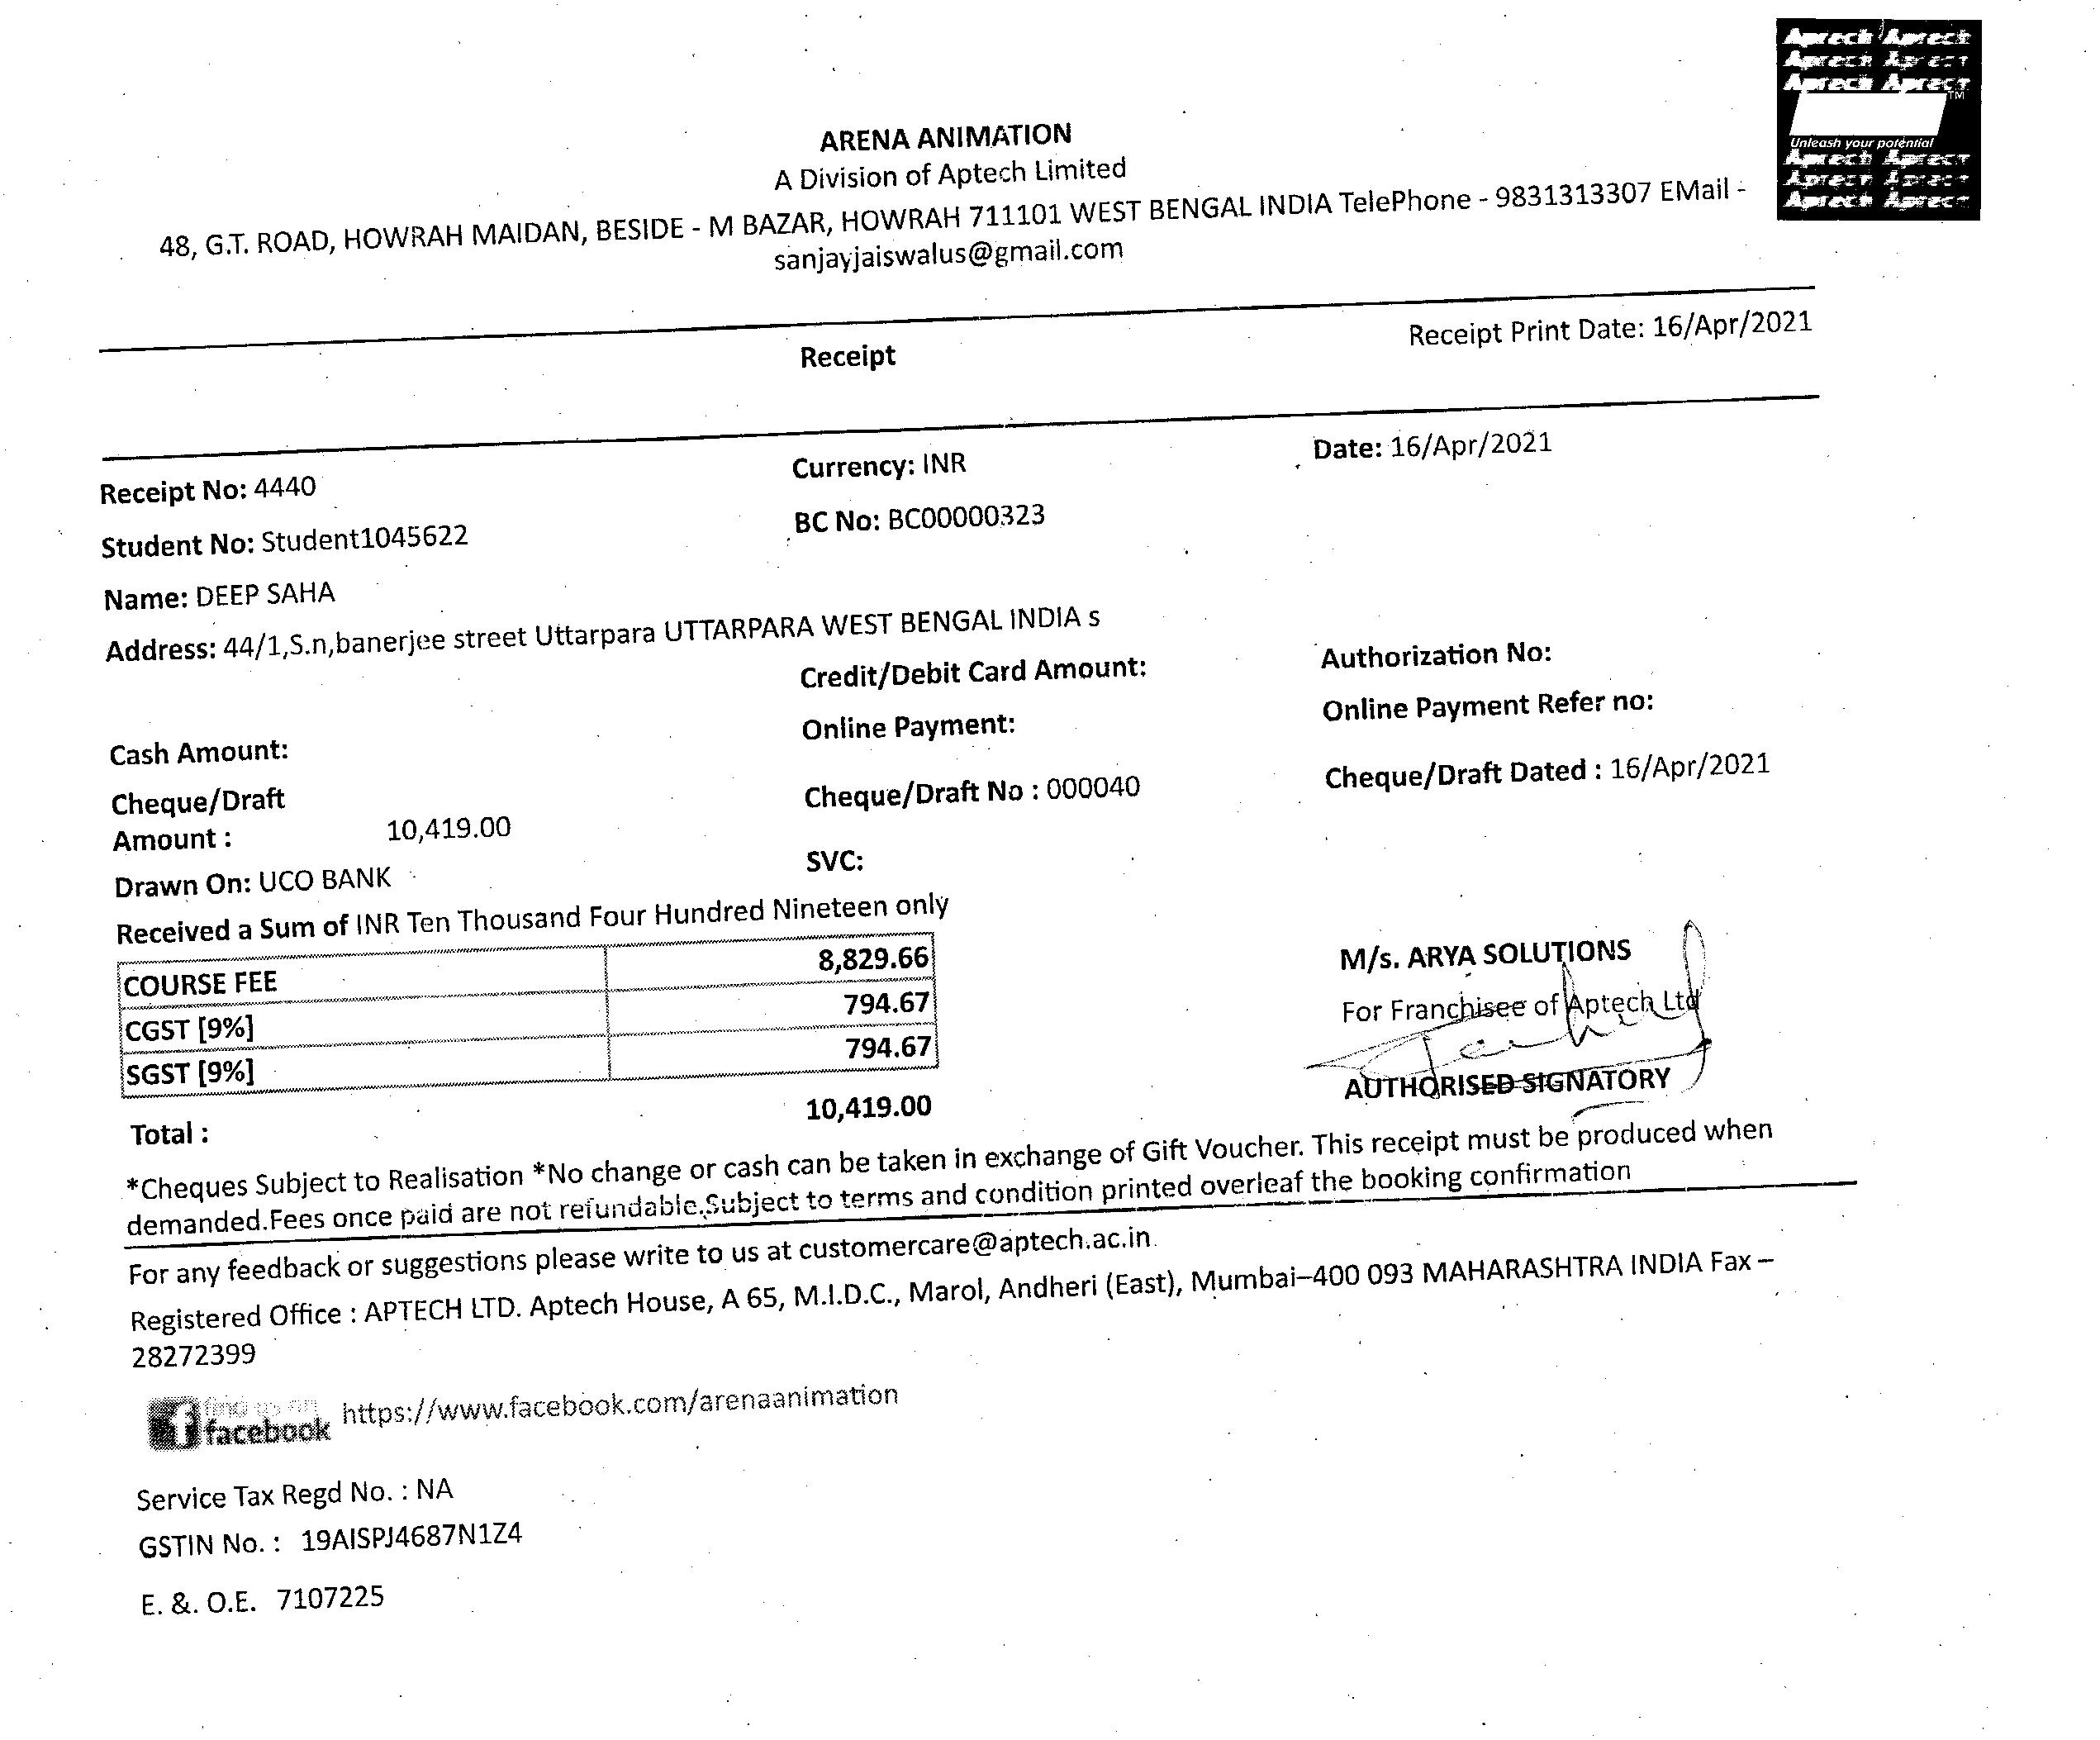 Aptech Aptech
Aptech Aptech
Aptech Aptech
TM
Unleash your potential
Aptech Aptech
Aptech Aptech
Aptech Aptech
ARENA ANIMATION
A Division of Aptech Limited
48, G.T. ROAD, HOWRAH MAIDAN, BESIDE - M BAZAR, HOWRAH 711101 WEST BENGAL INDIA TelePhone - 9831313307 EMail -
sanjayjaiswalus@gmail.com
Receipt Receipt Print Date: 16/Apr/2021
Receipt No: 4440 Currency: INR Date: 16/Apr/2021
Student No: Student1045622 BC No: BC00000323
Name: DEEP SAHA
Address: 44/1,S.n,banerjee street Uttarpara UTTARPARA WEST BENGAL INDIA s
Credit/Debit Card Amount: Authorization No:
Cash Amount: Online Payment: Online Payment Refer no:
Cheque/Draft
Amount : 10,419.00 Cheque/Draft No : 000040 Cheque/Draft Dated : 16/Apr/2021
Drawn On: UCO BANK SVC:
Received a Sum of INR Ten Thousand Four Hundred Nineteen only
COURSE FEE 8,829.66
CGST [9%] 794.67
SGST [9%] 794.67
Total : 10,419.00
M/s. ARYA SOLUTIONS
For Franchisee of Aptech Ltd
AUTHORISED SIGNATORY
*Cheques Subject to Realisation *No change or cash can be taken in exchange of Gift Voucher. This receipt must be produced when
demanded.Fees once paid are not refundable.Subject to terms and condition printed overleaf the booking confirmation
For any feedback or suggestions please write to us at customercare@aptech.ac.in
Registered Office : APTECH LTD. Aptech House, A 65, M.I.D.C., Marol, Andheri (East), Mumbai–400 093 MAHARASHTRA INDIA Fax –
28272399
find us on
facebook https://www.facebook.com/arenaanimation
Service Tax Regd No. : NA
GSTIN No. : 19AISPJ4687N1Z4
E. &. O.E. 7107225